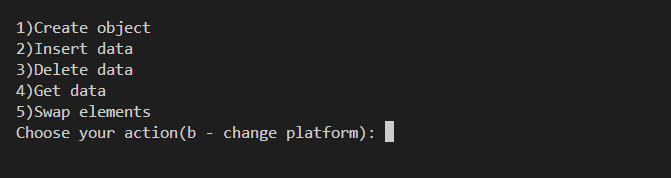 1)Create object
2)Insert data
3)Delete data
4)Get data
5)Swap elements
Choose your action(b - change platform):